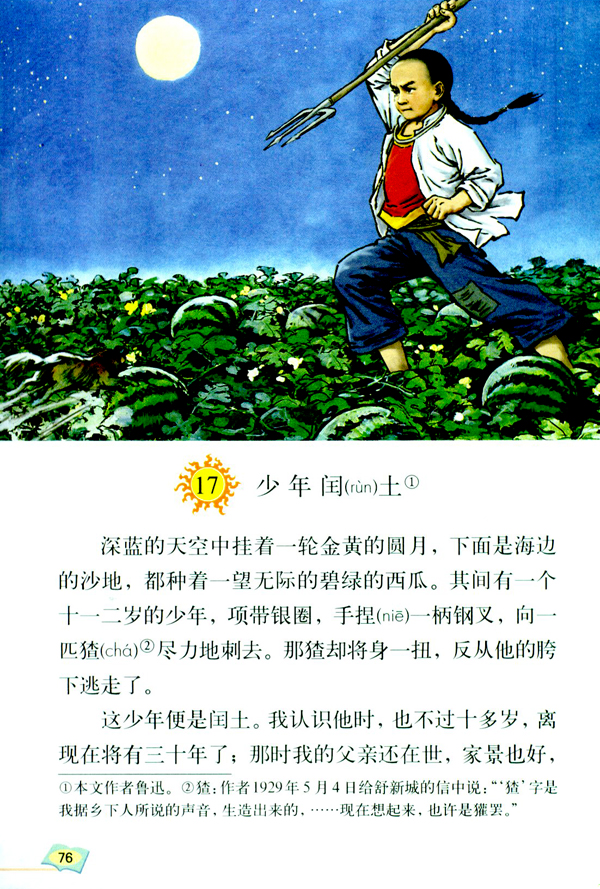 17 少年闰(rùn)土①
深蓝的天空中挂着一轮金黄的圆月，下面是海边
的沙地，都种着一望无际的碧绿的西瓜。其间有一个
十一二岁的少年，项带银圈，手捏(niē)一柄钢叉，向一
匹猹(chá)②尽力地刺去。那猹却将身一扭，反从他的胯
下逃走了。
这少年便是闰土。我认识他时，也不过十多岁，离
现在将有三十年了；那时我的父亲还在世，家景也好，
①本文作者鲁迅。②猹：作者1929年5月4日给舒新城的信中说：“‘猹’字是
我据乡下人所说的声音，生造出来的，……现在想起来，也许是獾罢。”
76